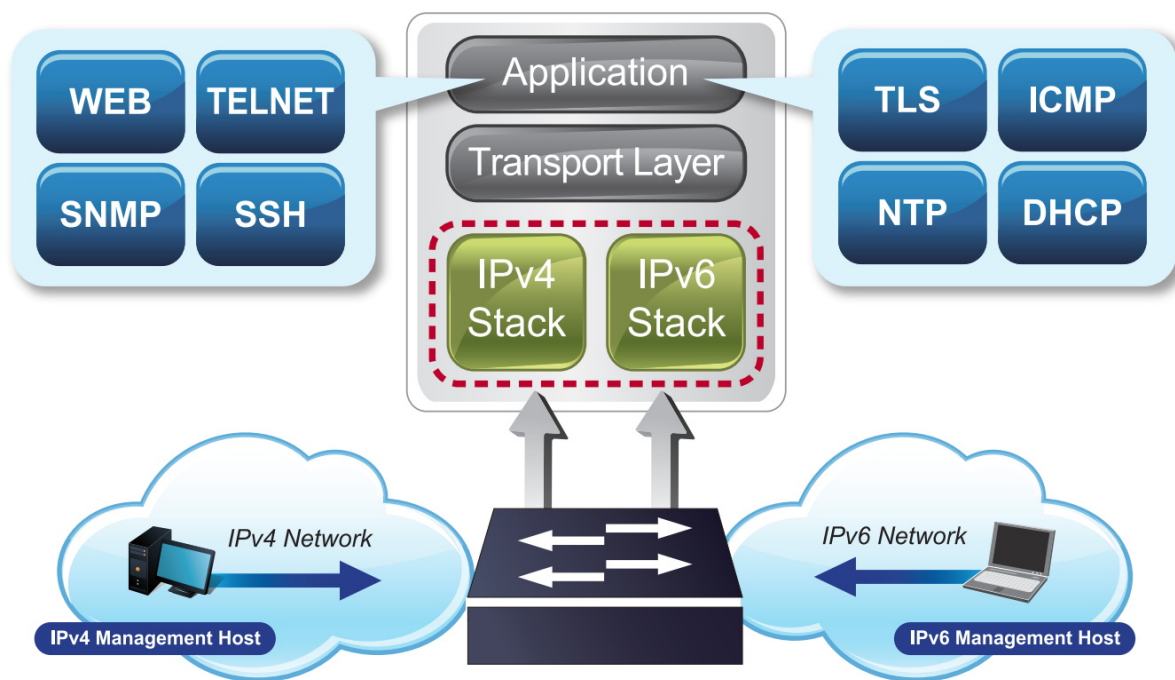 Application
Transport Layer
IPv4
Stack
IPv6
Stack
WEB
TELNET
SNMP
SSH
TLS
ICMP
NTP
DHCP
IPv4 Network
IPv4 Management Host
IPv6 Network
IPv6 Management Host